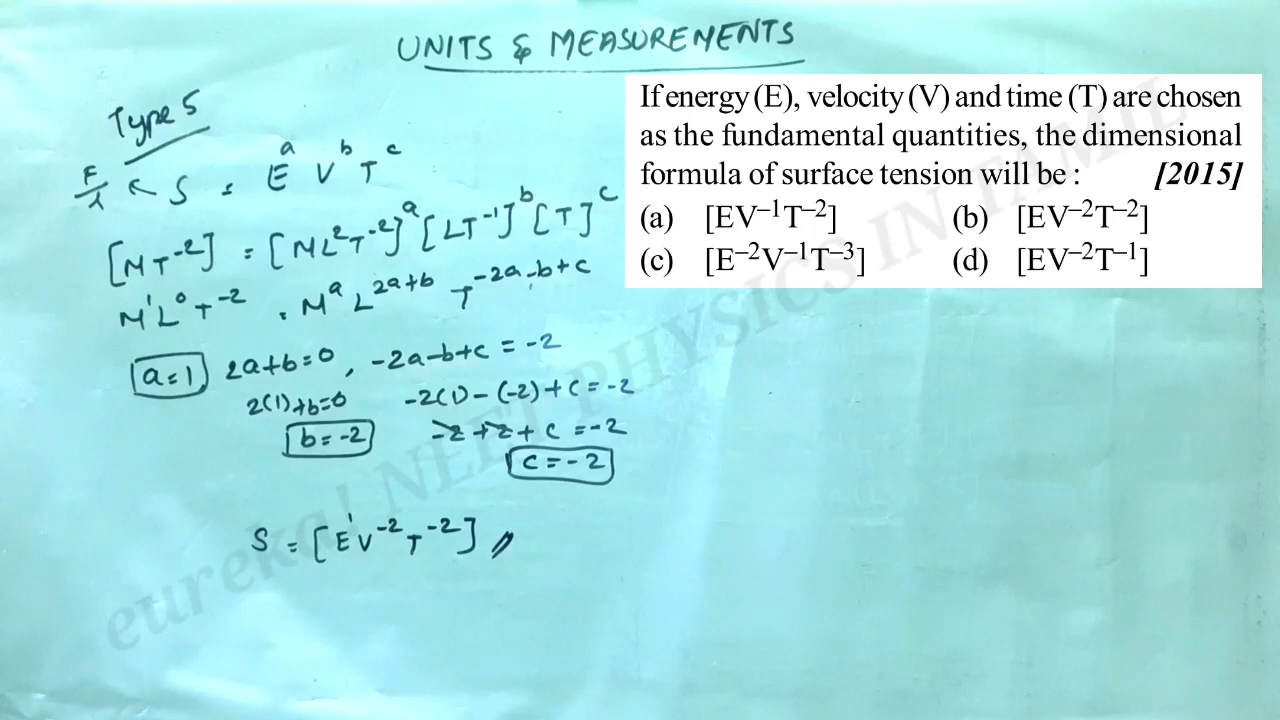 UNITS & MEASUREMENTS
Type 5
F/λ ↖ S = E^a V^b T^c
[MT^-2] = [ML^2T^-2]^a [LT^-1]^b [T]^c
M^1L^0T^-2 = M^a L^2a+b T^-2a-b+c
a=1 2a+b=0, -2a-b+c = -2
2(1)+b=0 -2(1)-(-2)+c=-2
b=-2 -2+2+c=-2
c=-2
S = [E^1V^-2T^-2]
If energy (E), velocity (V) and time (T) are chosen
as the fundamental quantities, the dimensional
formula of surface tension will be : [2015]
(a) [EV–1T–2] (b) [EV–2T–2]
(c) [E–2V–1T–3] (d) [EV–2T–1]
eureka! NEET PHYSICS IN TAMIL